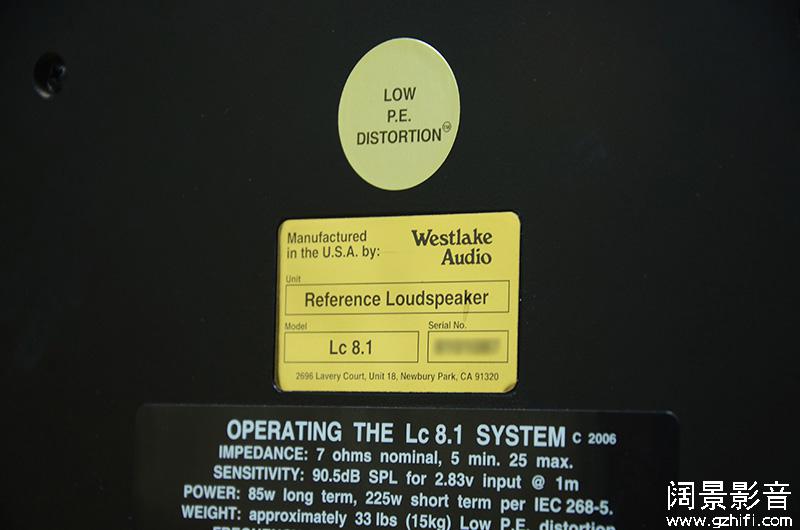 LOW
P.E.
DISTORTION™
Manufactured
in the U.S.A. by:
Westlake
Audio
Unit
Reference Loudspeaker
Model
Serial No.
Lc 8.1
2696 Lavery Court, Unit 18, Newbury Park, CA 91320
OPERATING THE Lc 8.1 SYSTEM C 2006
IMPEDANCE: 7 ohms nominal, 5 min. 25 max.
SENSITIVITY: 90.5dB SPL for 2.83v input @ 1m
POWER: 85w long term, 225w short term per IEC 268-5.
WEIGHT: approximately 33 lbs (15kg) Low P.E. distortion
阔景影音
www.gzhifi.com